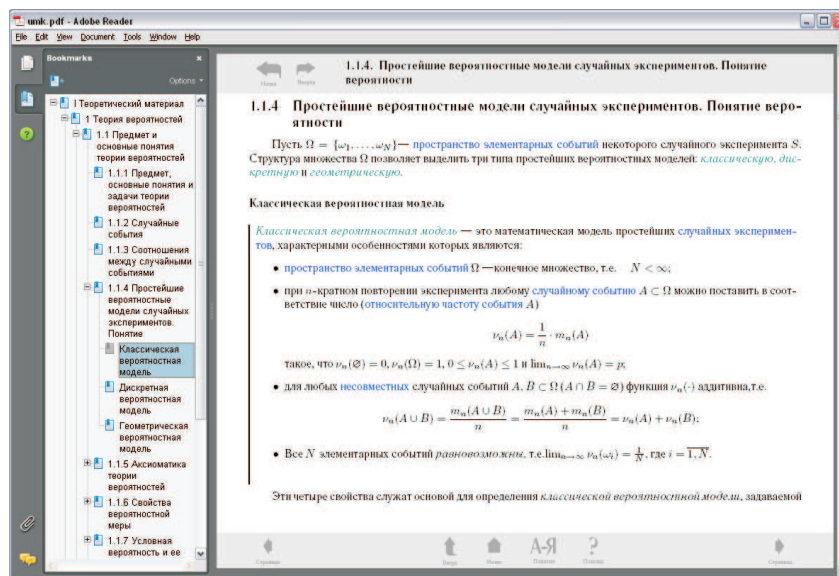 umk.pdf - Adobe Reader
File Edit View Document Tools Window Help
Bookmarks
Options
I Теоретический материал
1 Теория вероятностей
1.1 Предмет и
основные понятия
теории вероятностей
1.1.1 Предмет,
основные понятия и
задачи теории
вероятностей
1.1.2 Случайные
события
1.1.3 Соотношения
между случайными
событиями
1.1.4 Простейшие
вероятностные
модели случайных
экспериментов.
Понятие
Классическая
вероятностная
модель
Дискретная
вероятностная
модель
Геометрическая
вероятностная
модель
1.1.5 Аксиоматика
теории
вероятностей
1.1.6 Свойства
вероятностной
меры
1.1.7 Условная
вероятность и ее
1.1.4. Простейшие вероятностные модели случайных экспериментов. Понятие
вероятности
1.1.4 Простейшие вероятностные модели случайных экспериментов. Понятие веро-
ятности
Пусть Ω = {ω₁, . . . , ω_N}— пространство элементарных событий некоторого случайного эксперимента S.
Структура множества Ω позволяет выделить три типа простейших вероятностных моделей: классическую, дис-
кретную и геометрическую.
Классическая вероятностная модель
Классическая вероятностная модель — это математическая модель простейших случайных эксперимен-
тов, характерными особенностями которых являются:
• пространство элементарных событий Ω —конечное множество, т.е. N < ∞;
• при n-кратном повторении эксперимента любому случайному событию A ⊂ Ω можно поставить в соот-
ветствие число (относительную частоту события A)
ν_n(A) = 1/n · m_n(A)
такое, что ν_n(∅) = 0, ν_n(Ω) = 1, 0 ≤ ν_n(A) ≤ 1 и lim_{n→∞} ν_n(A) = p;
• для любых несовместных случайных событий A, B ⊂ Ω (A ∩ B = ∅) функция ν_n(·) аддитивна,т.е.
ν_n(A ∪ B) = m_n(A ∪ B)/n = (m_n(A) + m_n(B))/n = ν_n(A) + ν_n(B);
• Все N элементарных событий равновозможны, т.е.lim_{n→∞} ν_n(ω_i) = 1/N, где i = 1, N.
Эти четыре свойства служат основой для определения классической вероятностной модели, задаваемой
А-Я ?